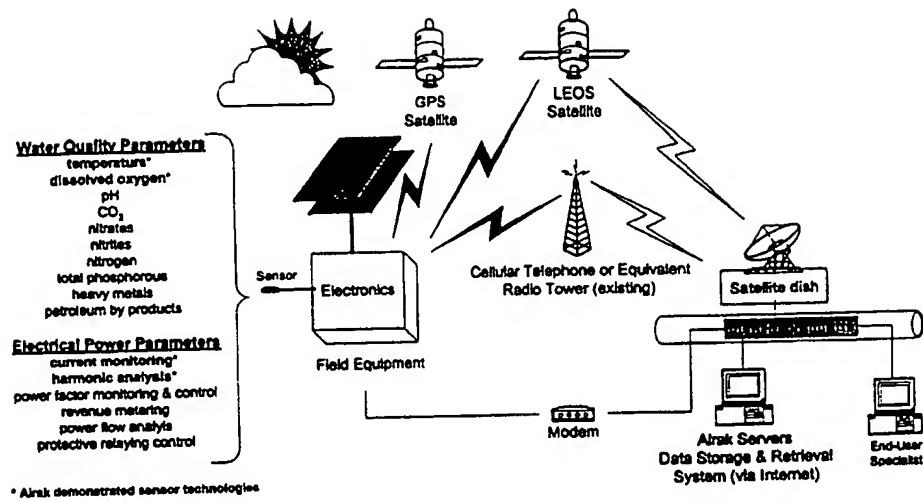 GPS
Satellite
LEOS
Satellite
Water Quality Parameters
temperature*
dissolved oxygen*
pH
CO₂
nitrates
nitrites
nitrogen
total phosphorous
heavy metals
petroleum by products
Electrical Power Parameters
current monitoring*
harmonic analysis*
power factor monitoring & control
revenue metering
power flow analyis
protective relaying control
Sensor
Electronics
Field Equipment
Cellular Telephone or Equivalent
Radio Tower (existing)
Satellite dish
Modem
Airak Servers
Data Storage & Retrieval
System (via Internet)
End-User
Specialist
* Airak demonstrated sensor technologies